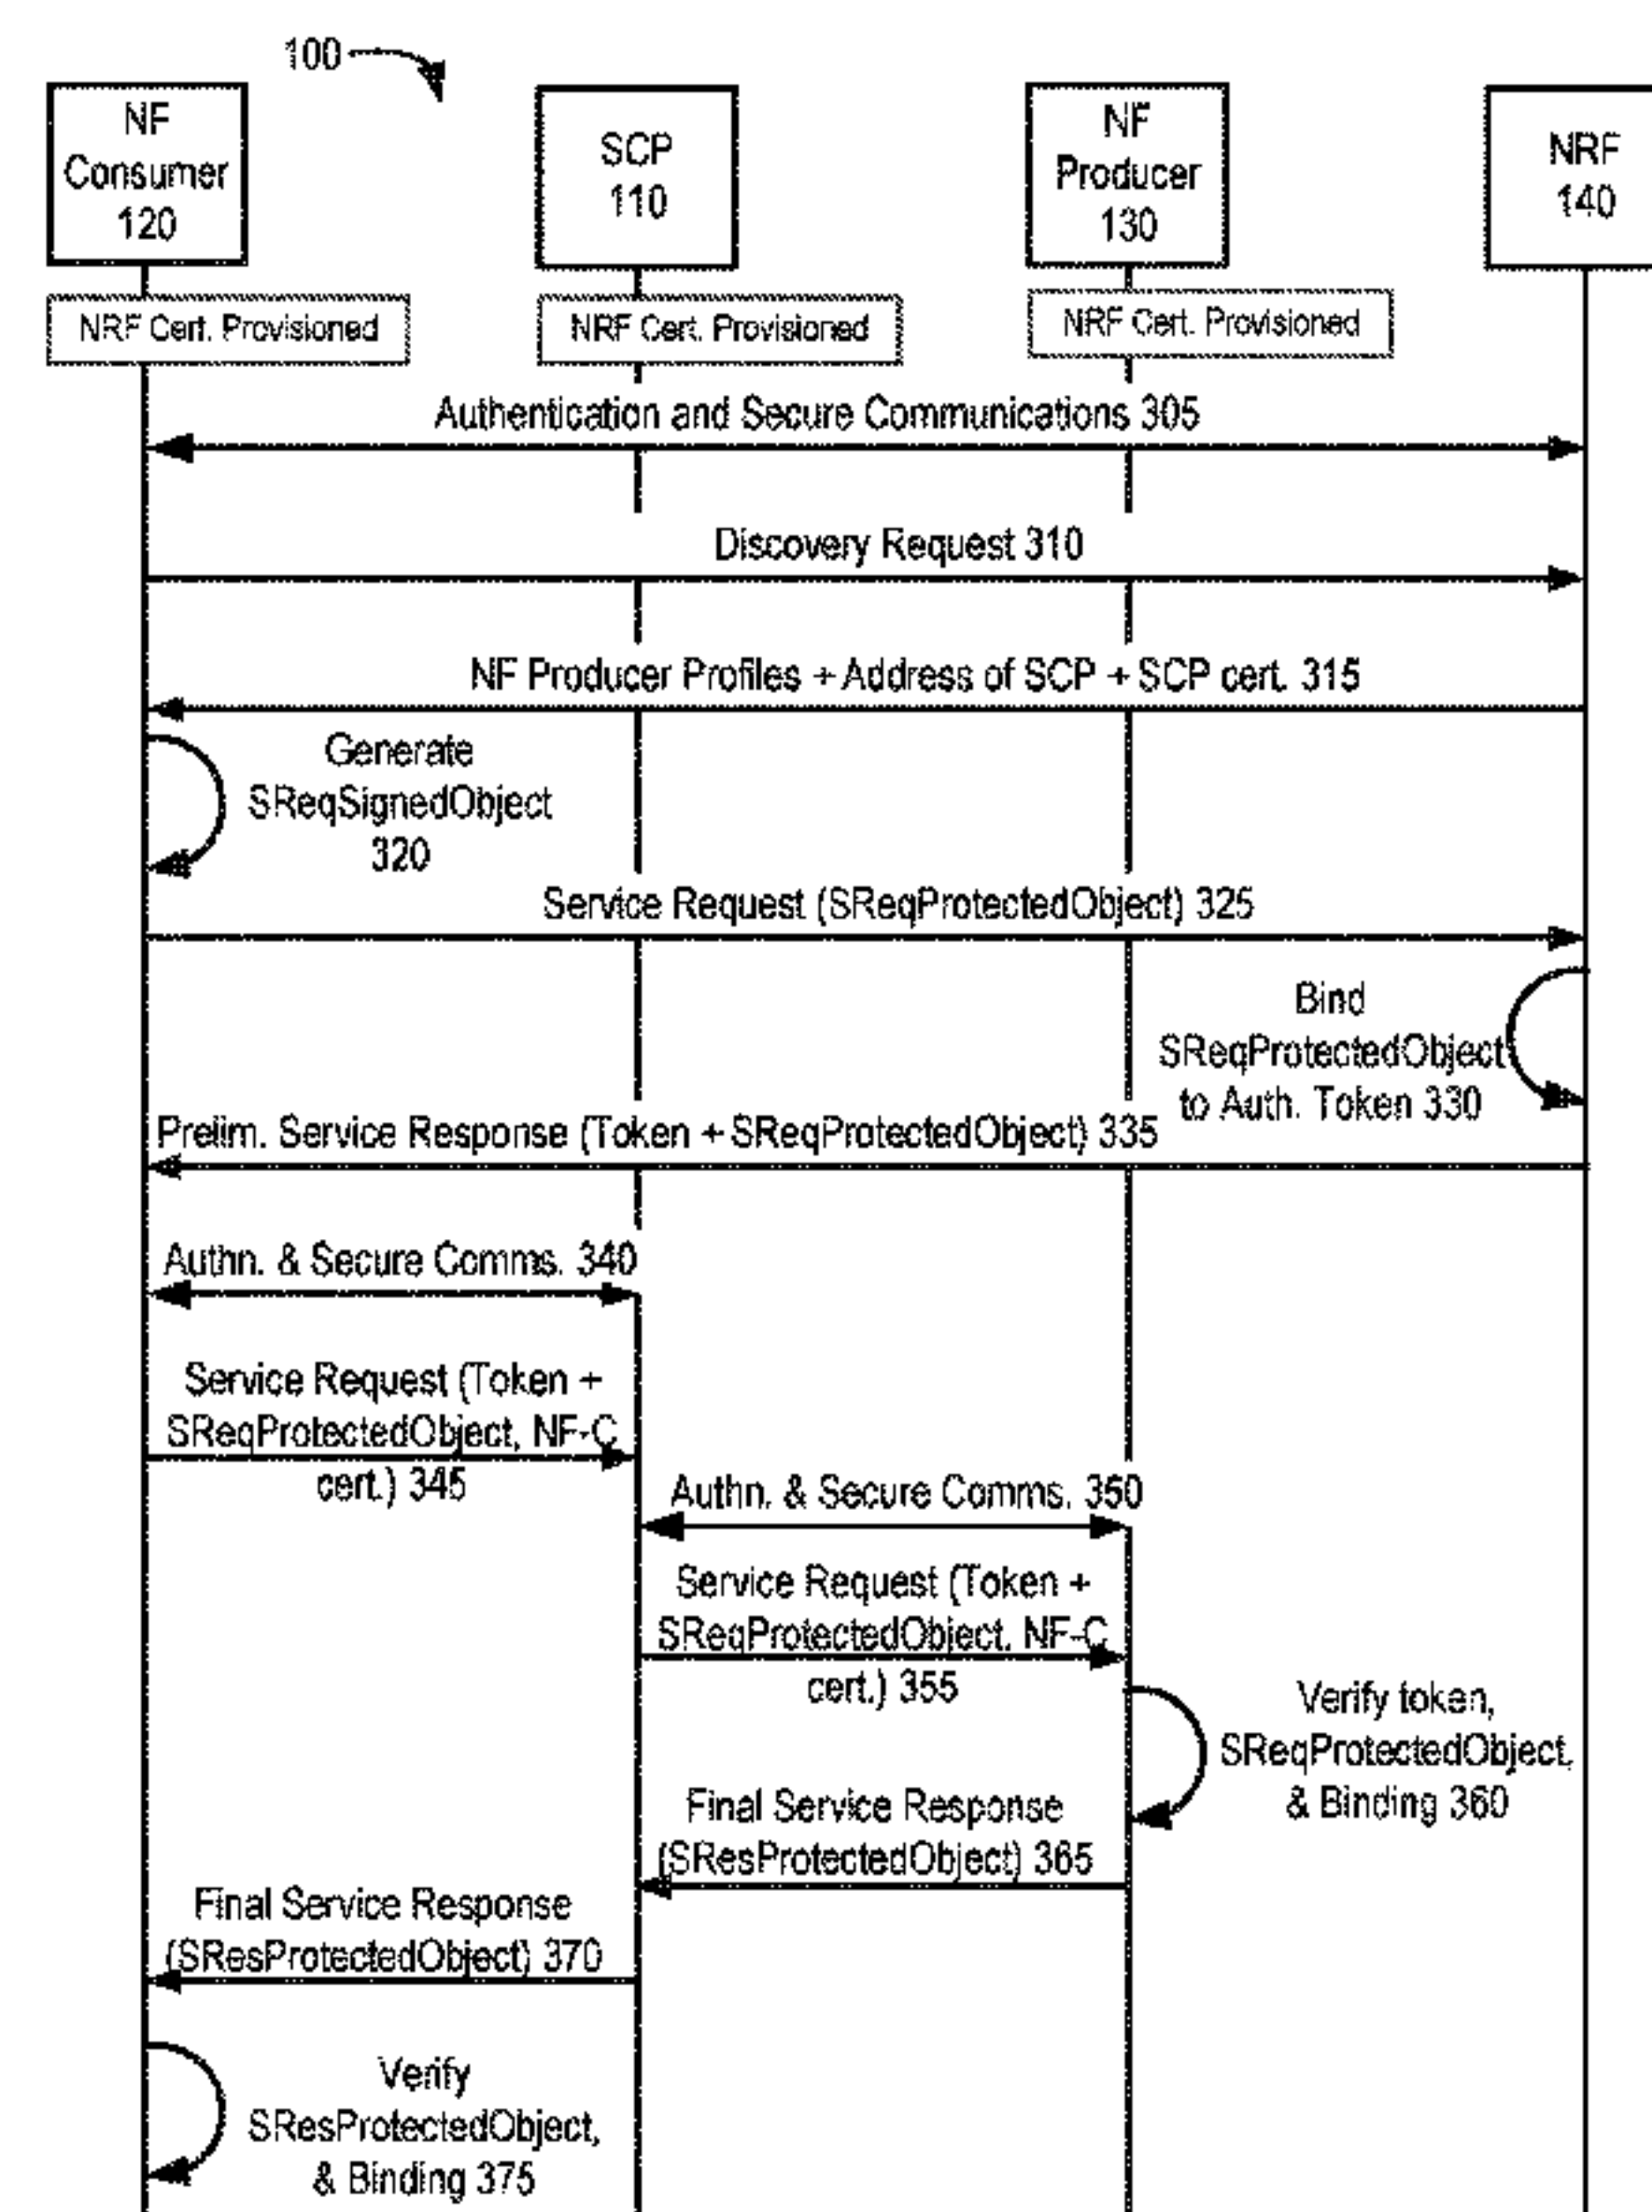 100
NF
Consumer
120
SCP
110
NF
Producer
130
NRF
140
NRF Cert. Provisioned
NRF Cert. Provisioned
NRF Cert. Provisioned
Authentication and Secure Communications 305
Discovery Request 310
NF Producer Profiles + Address of SCP + SCP cert. 315
Generate
SReqSignedObject
320
Service Request (SReqProtectedObject) 325
Bind
SReqProtectedObject
to Auth. Token 330
Prelim. Service Response (Token + SReqProtectedObject) 335
Authn. & Secure Comms. 340
Service Request (Token +
SReqProtectedObject, NF-C
cert.) 345
Authn. & Secure Comms. 350
Service Request (Token +
SReqProtectedObject, NF-C
cert.) 355
Verify token,
SReqProtectedObject,
& Binding 360
Final Service Response
(SResProtectedObject) 365
Final Service Response
(SResProtectedObject) 370
Verify
SResProtectedObject,
& Binding 375